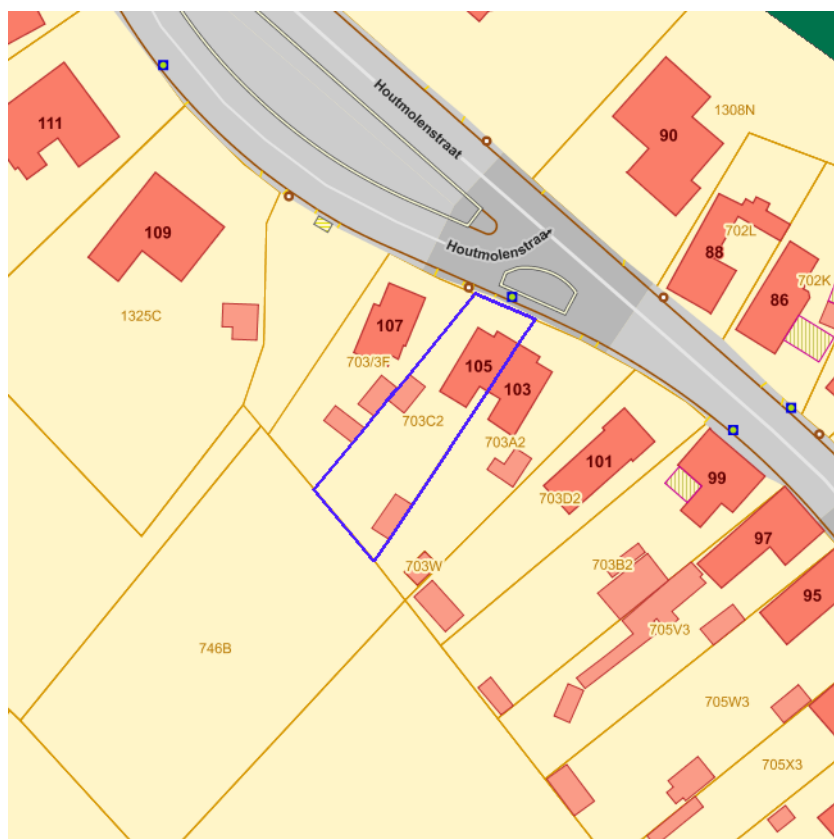 Houtmolenstraat
111
90
1308N
109
702L
Houtmolenstraat
88
702K
86
1325C
107
703/3F
105
103
703C2
703A2
101
703D2
99
97
703W
703B2
95
705V3
746B
705W3
705X3